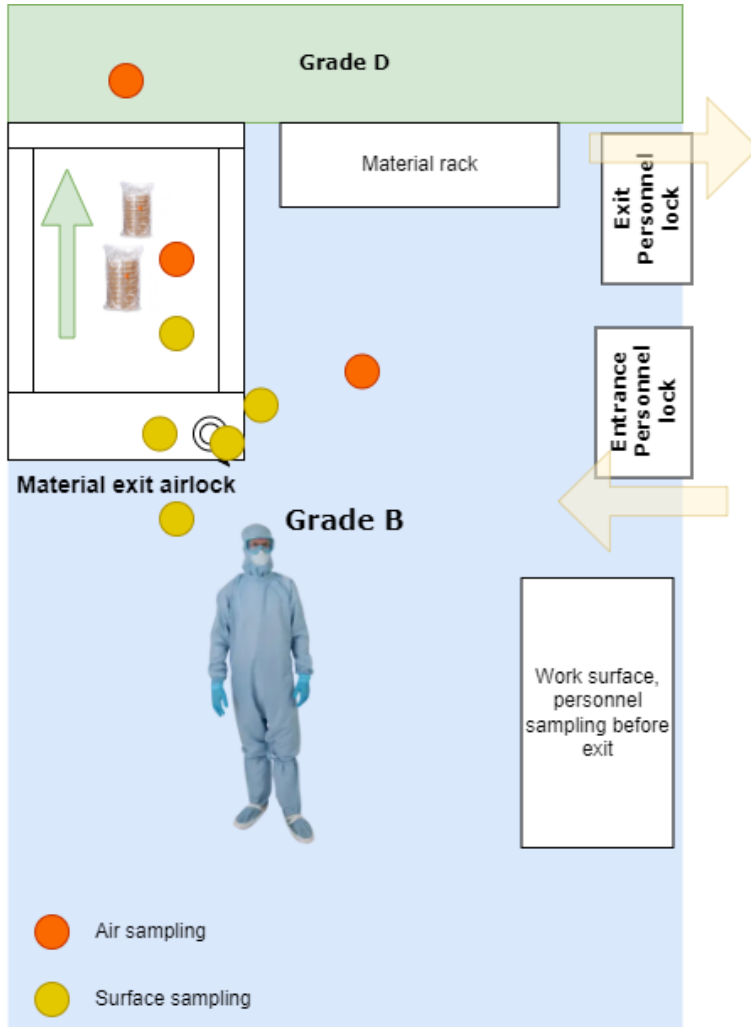 Grade D
Material rack
Exit
Personnel
lock
Entrance
Personnel
lock
Material exit airlock
Grade B
Work surface,
personnel
sampling before
exit
Air sampling
Surface sampling